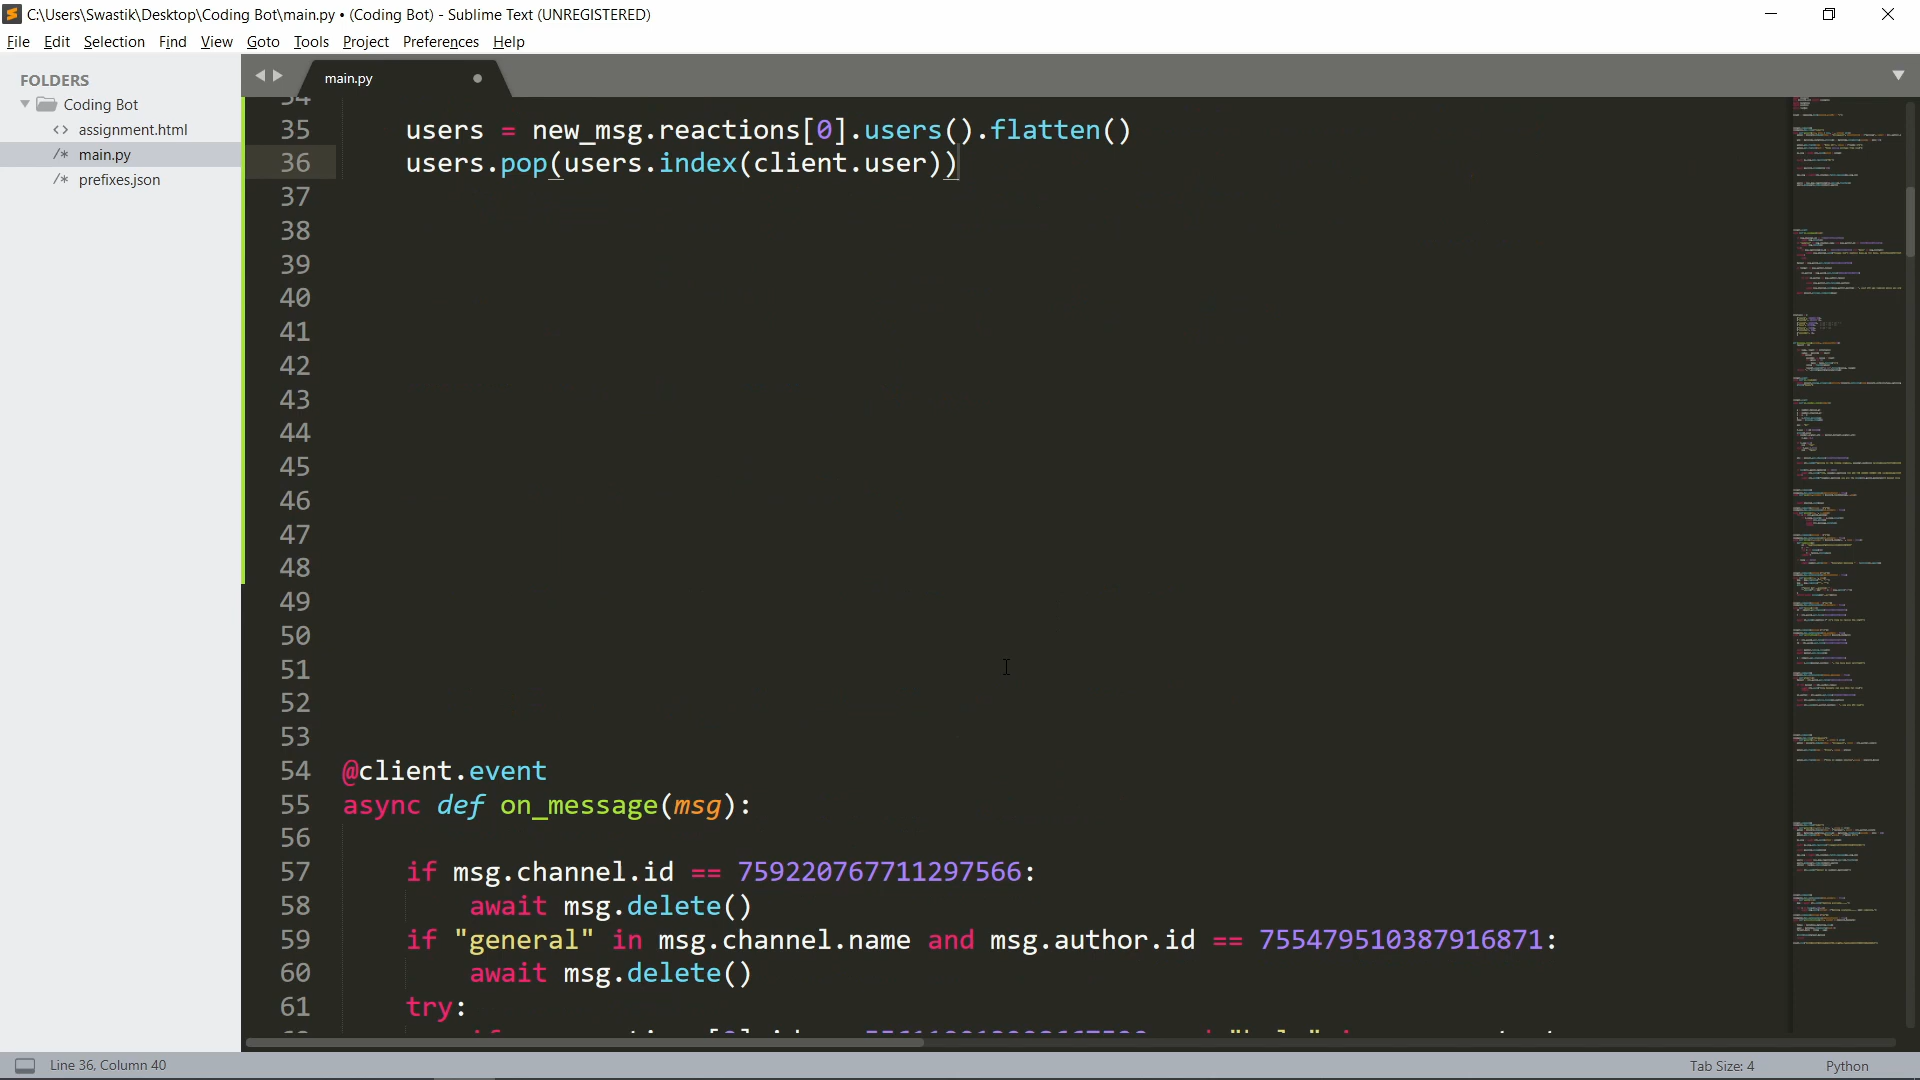 C:\Users\Swastik\Desktop\Coding Bot\main.py • (Coding Bot) - Sublime Text (UNREGISTERED)
File Edit Selection Find View Goto Tools Project Preferences Help
FOLDERS
Coding Bot
<> assignment.html
/* main.py
/* prefixes.json
main.py
34
35 users = new_msg.reactions[0].users().flatten()
36 users.pop(users.index(client.user))
37
38
39
40
41
42
43
44
45
46
47
48
49
50
51
52
53
54 @client.event
55 async def on_message(msg):
56
57 if msg.channel.id == 759220767711297566:
58 await msg.delete()
59 if "general" in msg.channel.name and msg.author.id == 755479510387916871:
60 await msg.delete()
61 try:
Line 36, Column 40
Tab Size: 4
Python